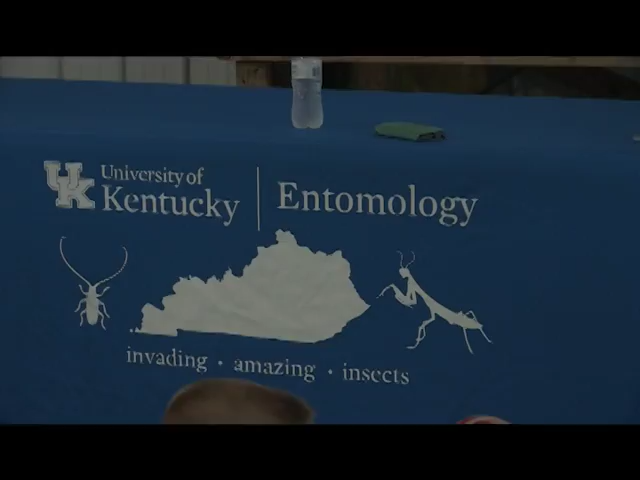 UK University of
Kentucky
Entomology
invading · amazing · insects